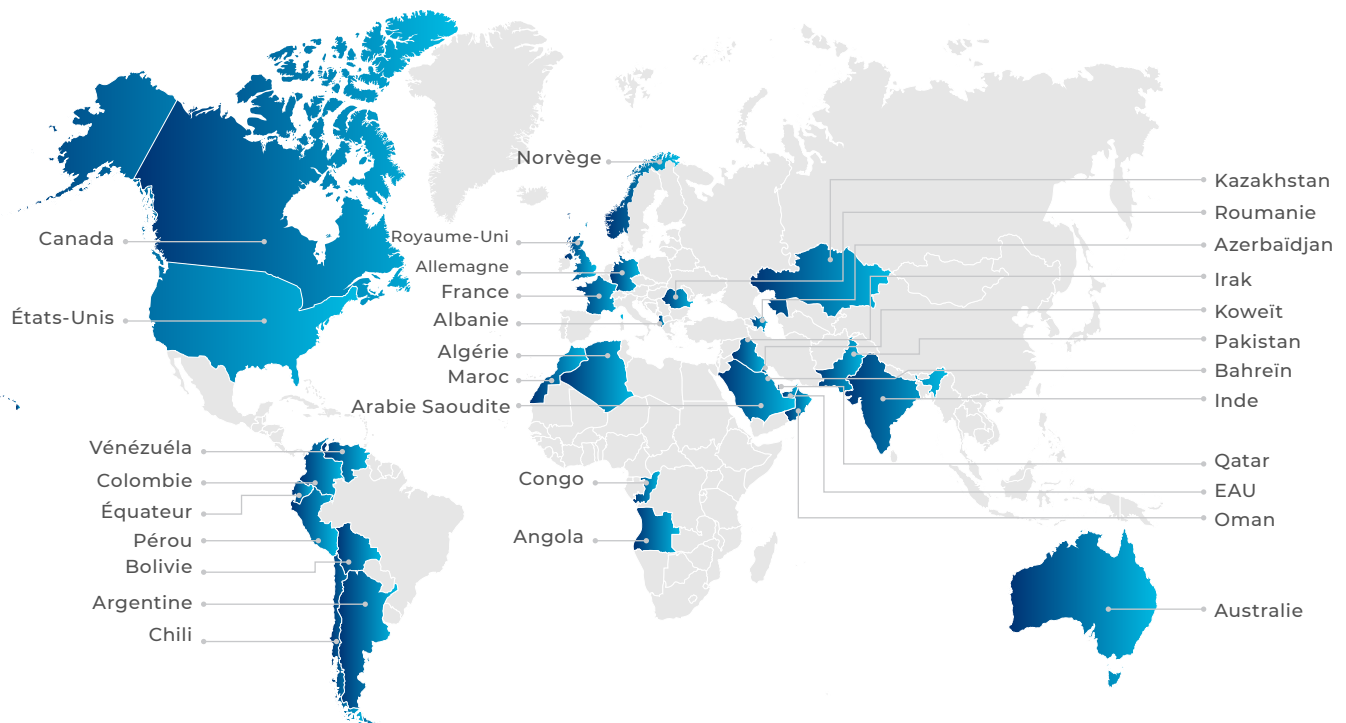 Norvège
Kazakhstan
Roumanie
Canada
Royaume-Uni
Azerbaïdjan
Allemagne
Irak
France
États-Unis
Albanie
Koweït
Algérie
Pakistan
Maroc
Bahreïn
Arabie Saoudite
Inde
Vénézuéla
Colombie
Congo
Qatar
Équateur
EAU
Pérou
Angola
Oman
Bolivie
Argentine
Australie
Chili